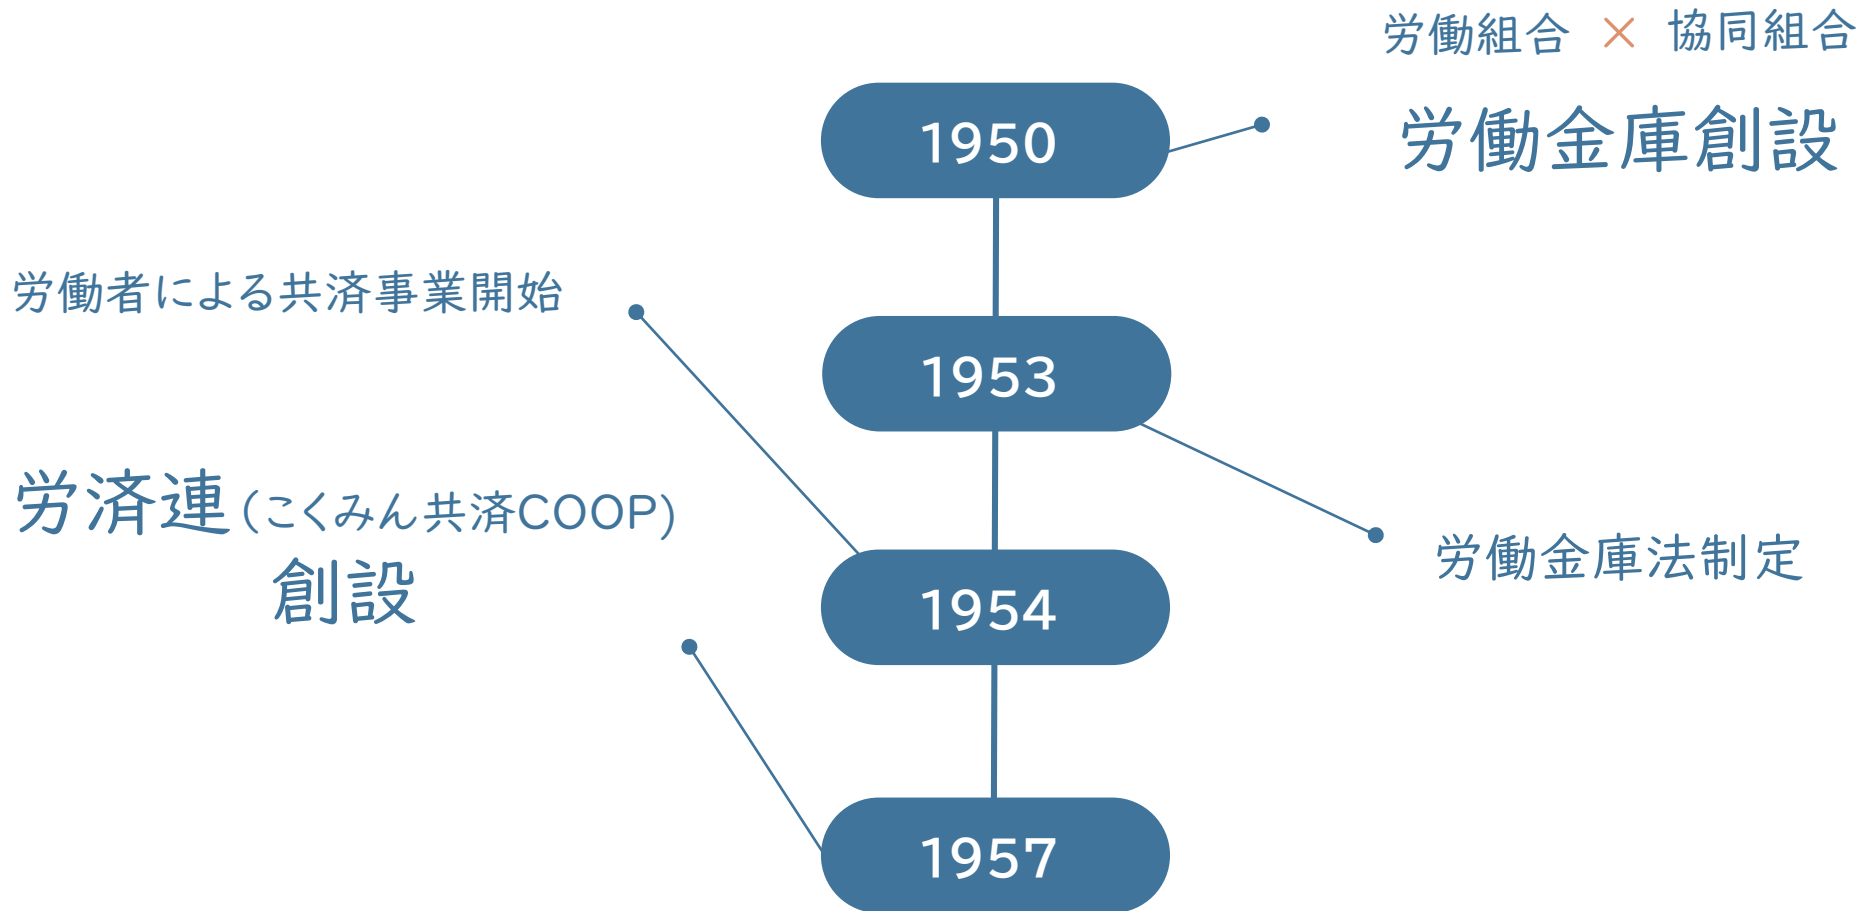 労働組合 × 協同組合
1950
労働金庫創設
労働者による共済事業開始
1953
労済連(こくみん共済COOP)
創設
労働金庫法制定
1954
1957